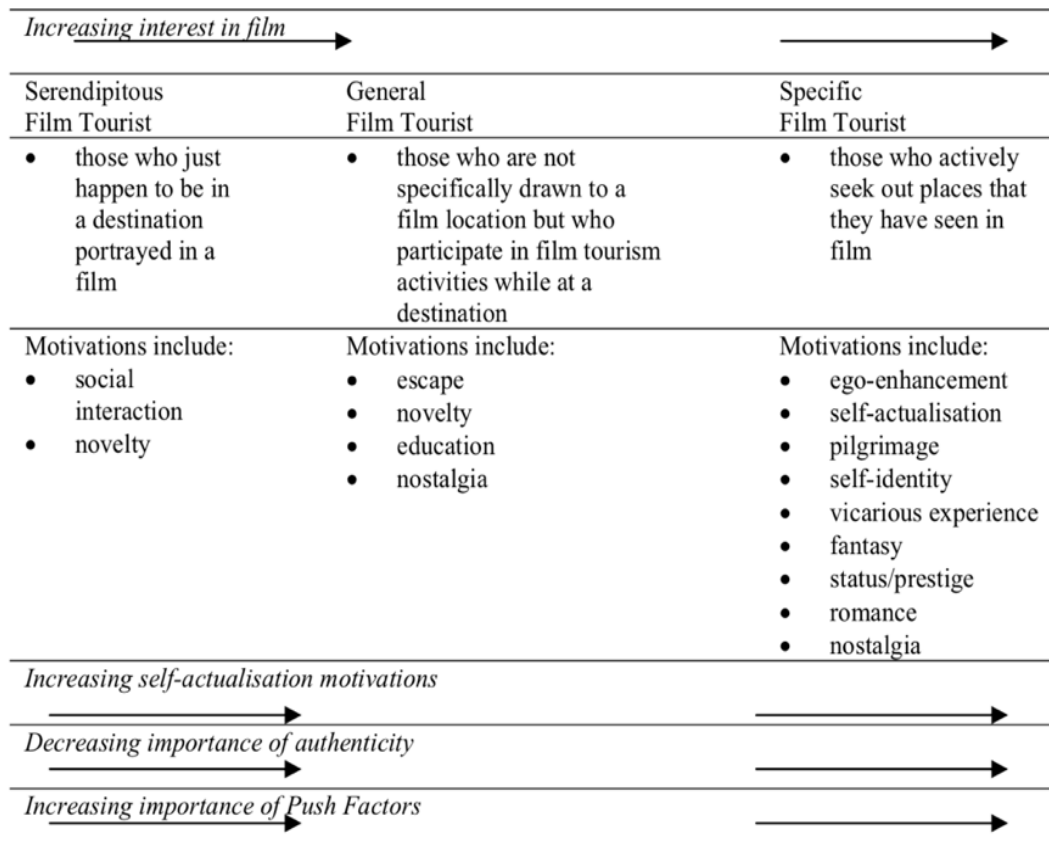 Increasing interest in film
Serendipitous
Film Tourist
General
Film Tourist
Specific
Film Tourist
• those who just
happen to be in
a destination
portrayed in a
film
• those who are not
specifically drawn to a
film location but who
participate in film tourism
activities while at a
destination
• those who actively
seek out places that
they have seen in
film
Motivations include:
• social
interaction
• novelty
Motivations include:
• escape
• novelty
• education
• nostalgia
Motivations include:
• ego-enhancement
• self-actualisation
• pilgrimage
• self-identity
• vicarious experience
• fantasy
• status/prestige
• romance
• nostalgia
Increasing self-actualisation motivations
Decreasing importance of authenticity
Increasing importance of Push Factors